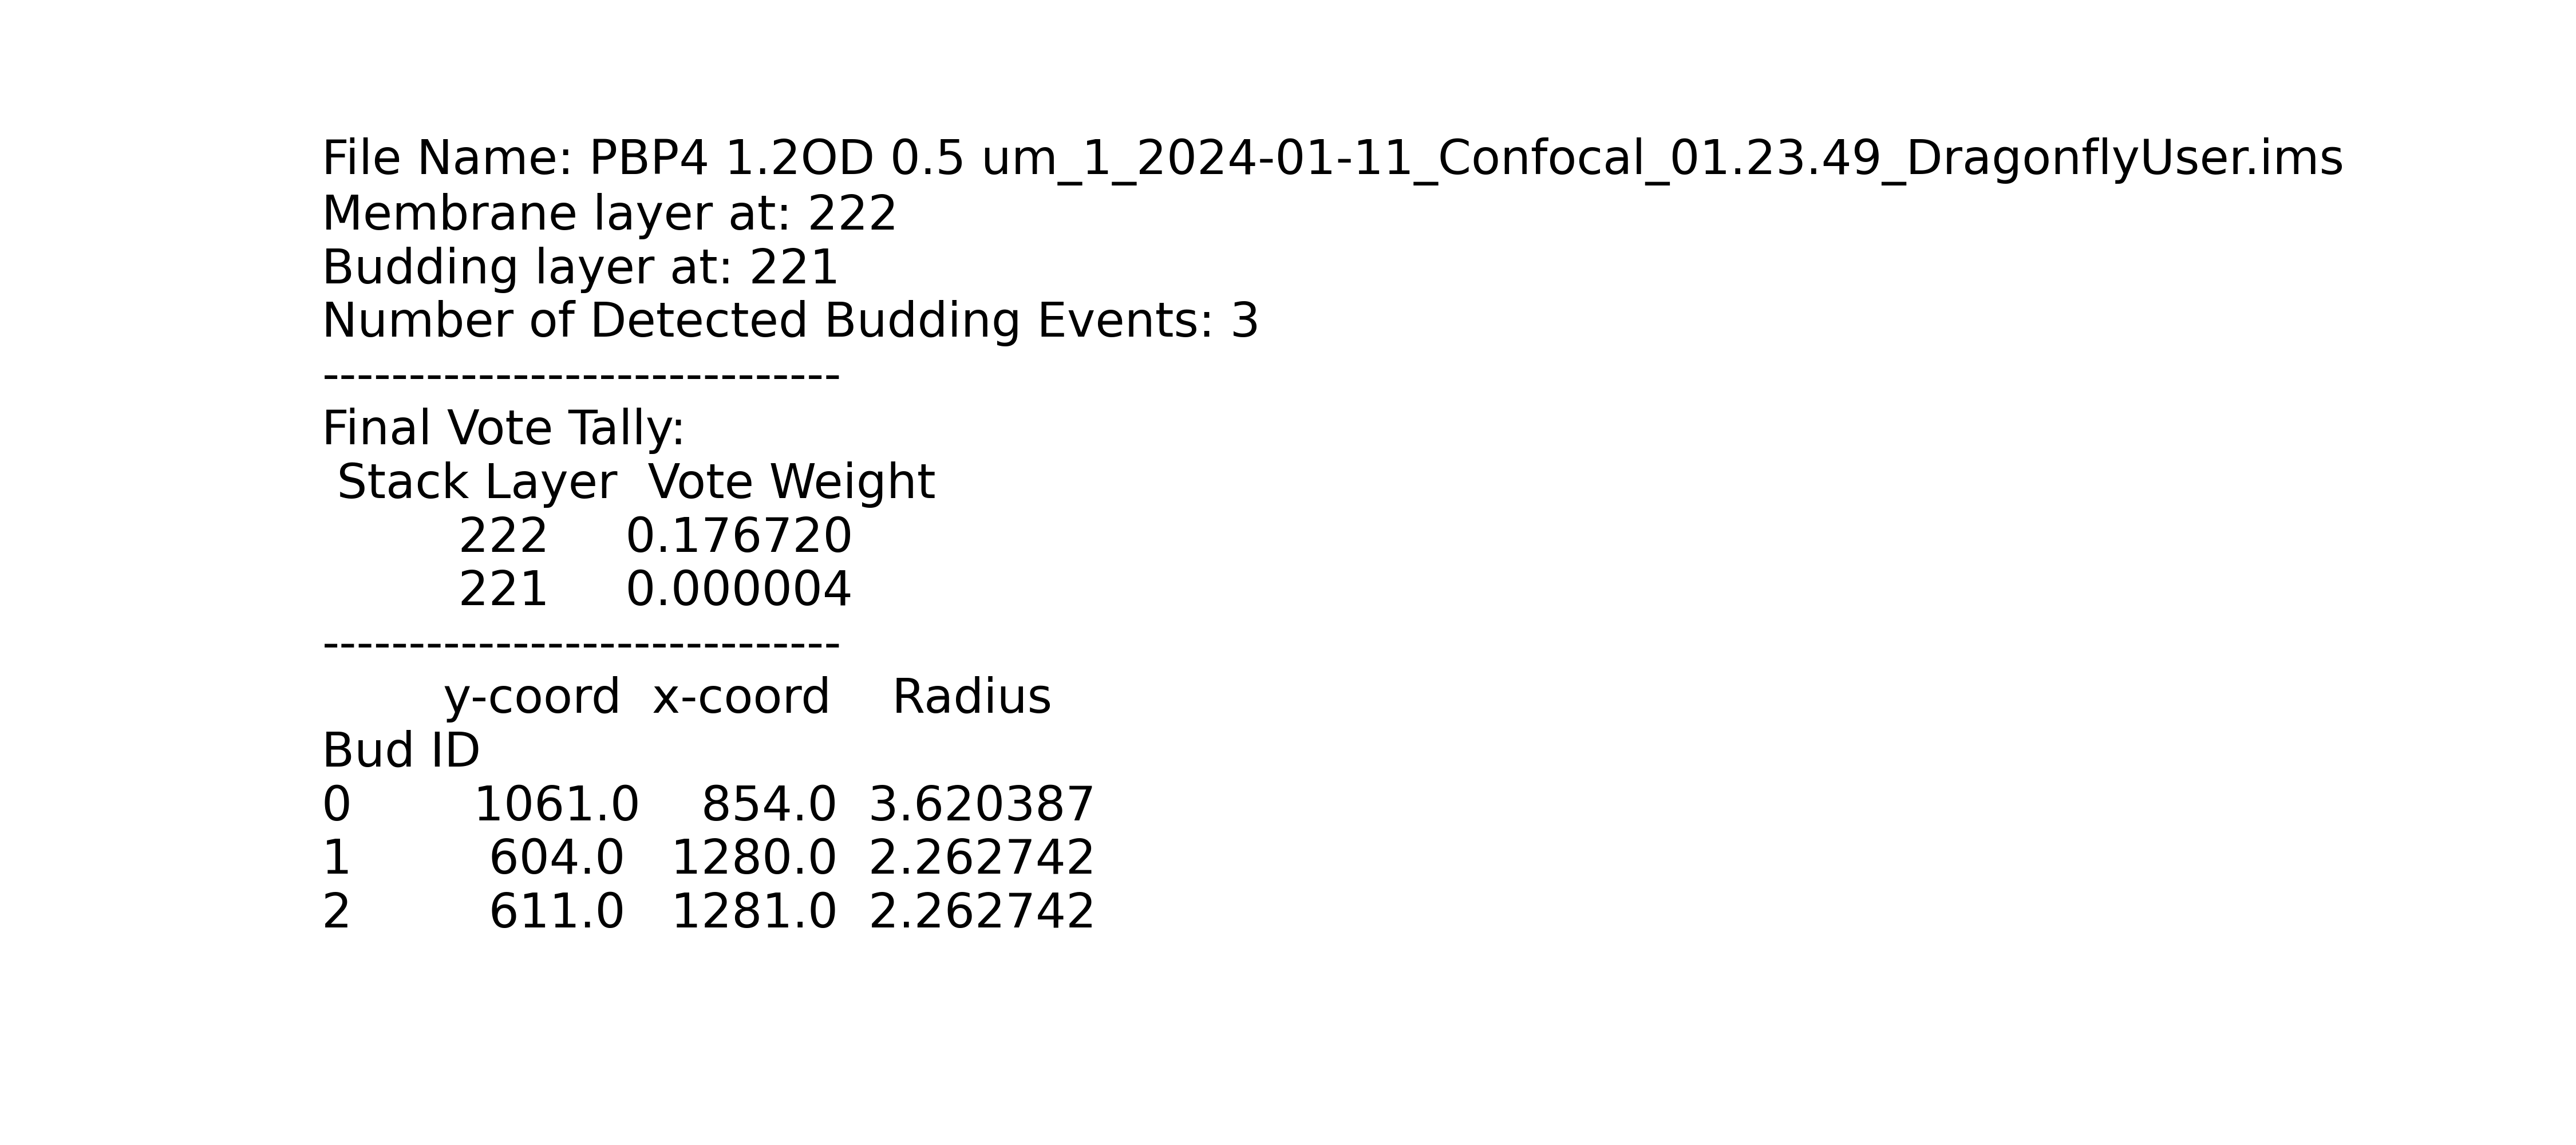 File Name: PBP4 1.2OD 0.5 um_1_2024-01-11_Confocal_01.23.49_DragonflyUser.ims
Membrane layer at: 222
Budding layer at: 221
Number of Detected Budding Events: 3
------------------------------
Final Vote Tally:
Stack Layer  Vote Weight
222     0.176720
221     0.000004
------------------------------
y-coord  x-coord    Radius
Bud ID
0        1061.0    854.0  3.620387
1         604.0   1280.0  2.262742
2         611.0   1281.0  2.262742